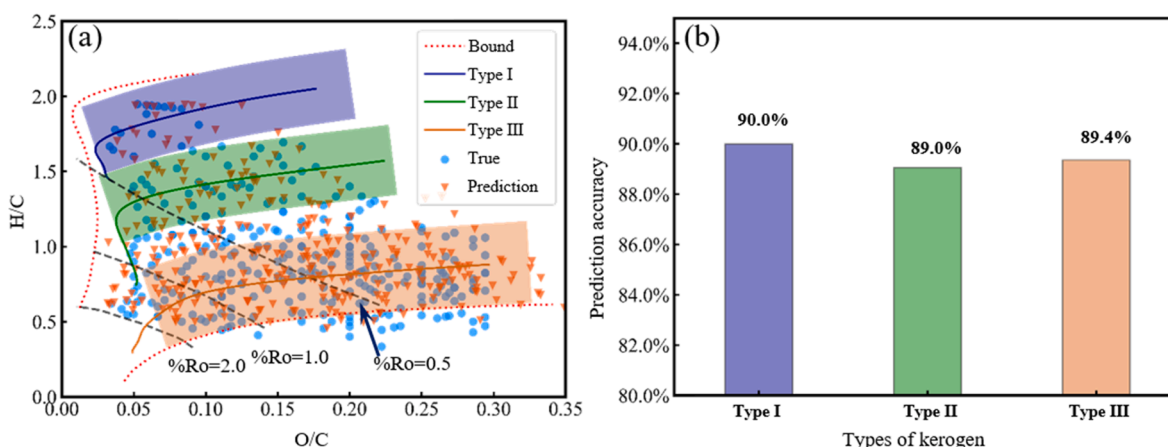 (a)
2.5
2.0
1.5
1.0
0.5
0.0
H/C
0.00 0.05 0.10 0.15 0.20 0.25 0.30 0.35
O/C
Bound
Type I
Type II
Type III
True
Prediction
%Ro=2.0
%Ro=1.0
%Ro=0.5
(b)
94.0%
92.0%
90.0%
88.0%
86.0%
84.0%
82.0%
80.0%
Prediction accuracy
90.0%
89.0%
89.4%
Type I Type II Type III
Types of kerogen